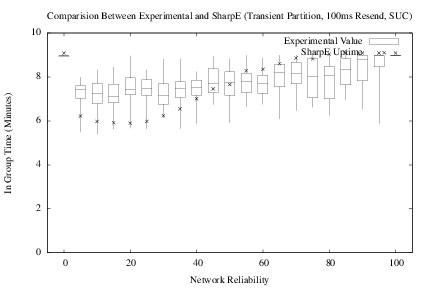 Comparision Between Experimental and SharpE (Transient Partition, 100ms Resend, SUC)
10
8
6
4
2
0
In Group Time (Minutes)
Experimental Value
SharpE Uptime
0
20
40
60
80
100
Network Reliability